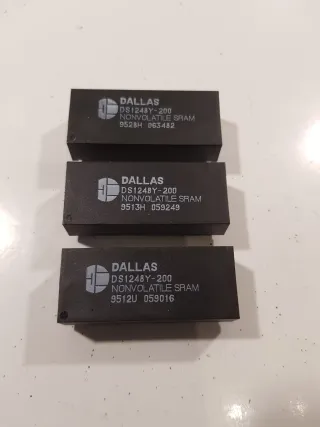 DALLAS
DS1248Y-200
NONVOLATILE SRAM
9528H 063482
DALLAS
DS1248Y-200
NONVOLATILE SRAM
9513H 059249
DALLAS
DS1248Y-200
NONVOLATILE SRAM
9512U 059016